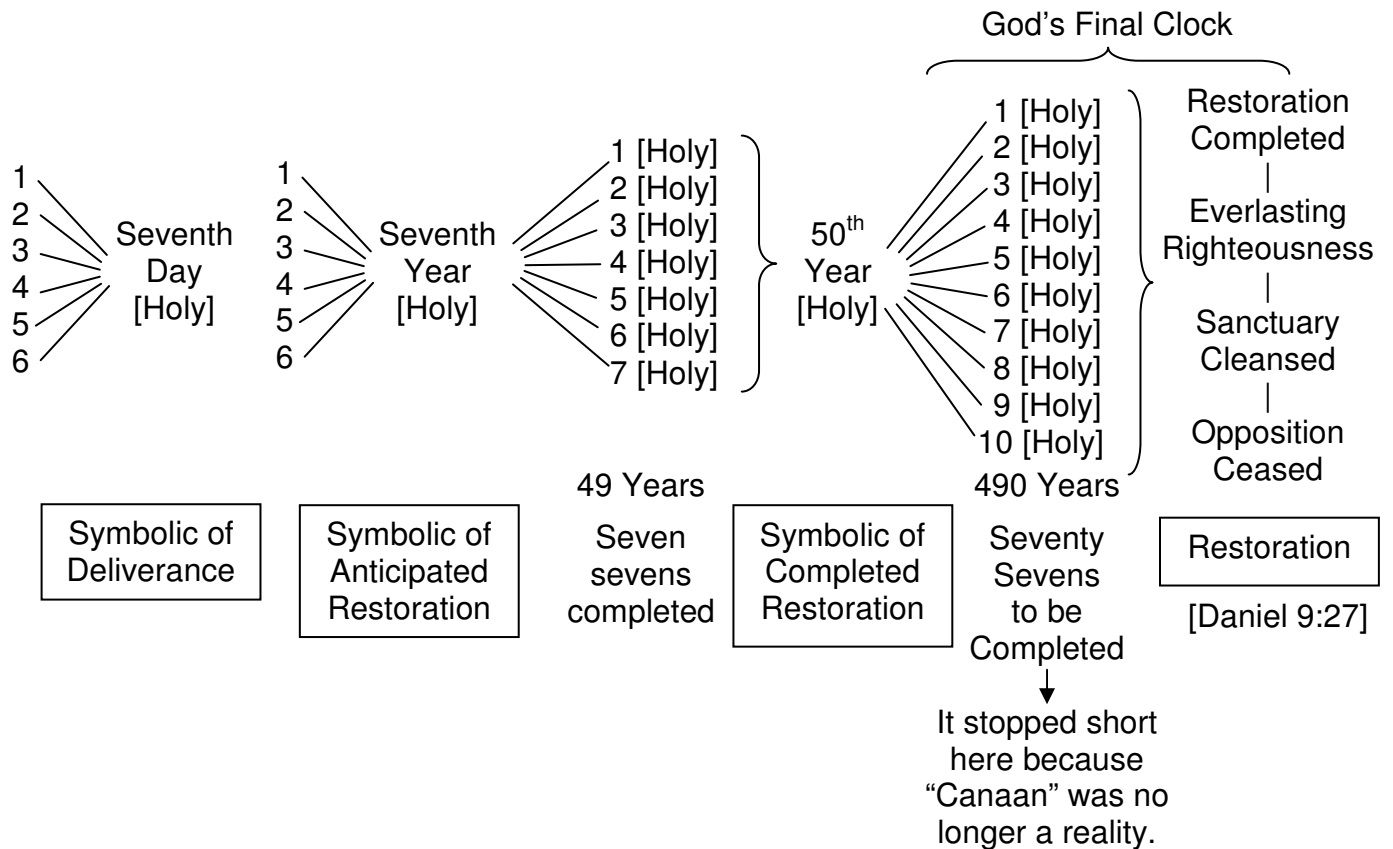 God’s Final Clock
1
2
3
4
5
6
Seventh
Day
[Holy]
1
2
3
4
5
6
Seventh
Year
[Holy]
1 [Holy]
2 [Holy]
3 [Holy]
4 [Holy]
5 [Holy]
6 [Holy]
7 [Holy]
50th
Year
[Holy]
1 [Holy]
2 [Holy]
3 [Holy]
4 [Holy]
5 [Holy]
6 [Holy]
7 [Holy]
8 [Holy]
9 [Holy]
10 [Holy]
Restoration
Completed
Everlasting
Righteousness
Sanctuary
Cleansed
Opposition
Ceased
Symbolic of
Deliverance
Symbolic of
Anticipated
Restoration
49 Years
Seven
sevens
completed
Symbolic of
Completed
Restoration
490 Years
Seventy
Sevens
to be
Completed
It stopped short
here because
“Canaan” was no
longer a reality.
Restoration
[Daniel 9:27]